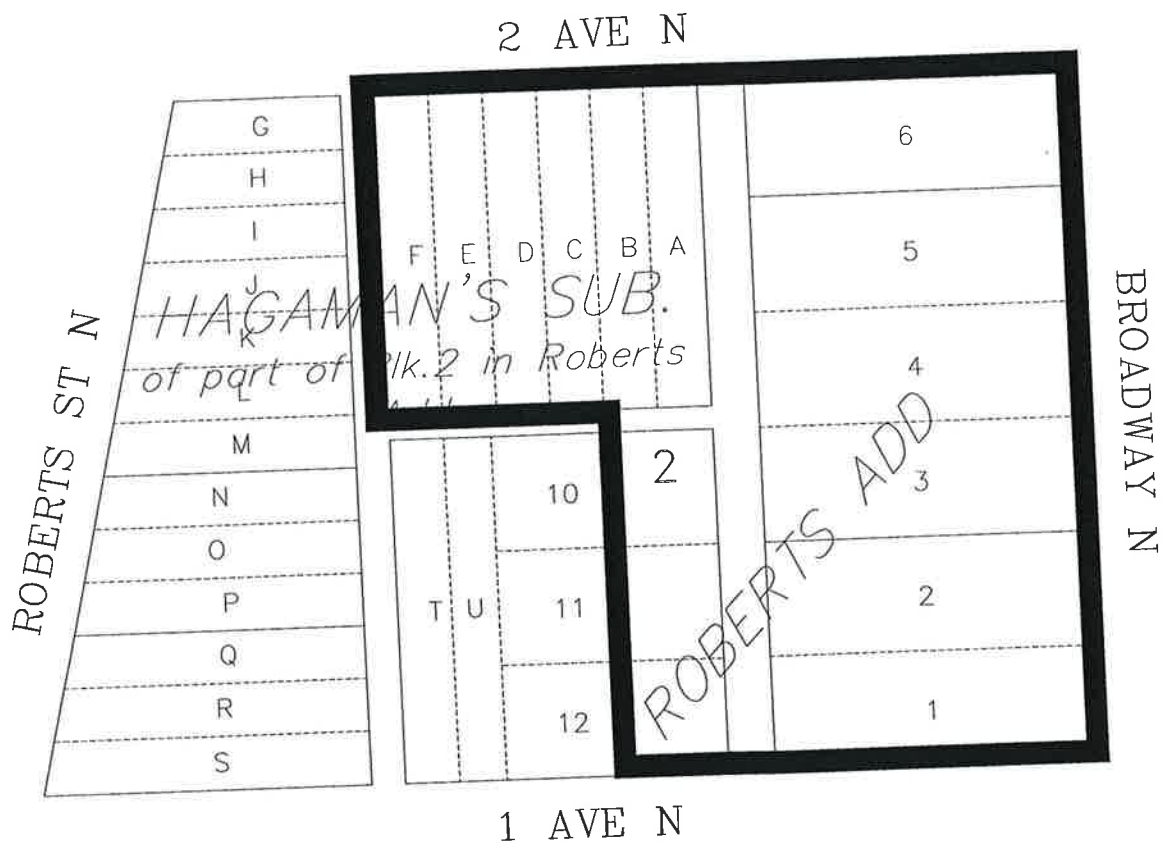 2 AVE N
G
H
I
J
K
L
M
N
O
P
Q
R
S
F E D C B A
HAGAMAN'S SUB.
of part of Blk.2 in Roberts
6
5
4
3
2
1
2
10
11
12
T U
ROBERTS ADD
ROBERTS ST N
BROADWAY N
1 AVE N